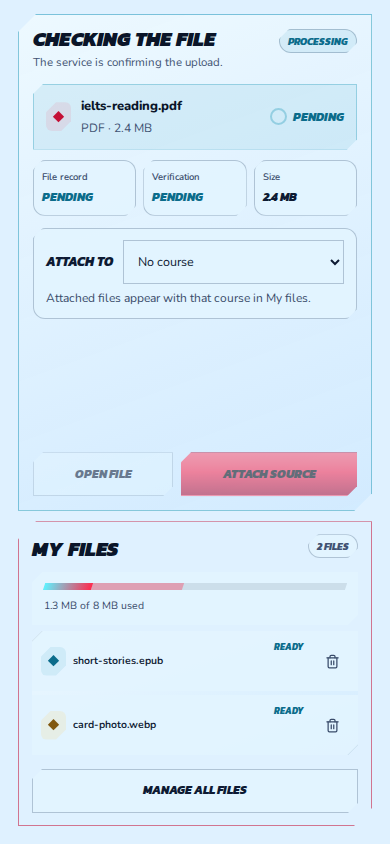 CHECKING THE FILE
PROCESSING
The service is confirming the upload.
ielts-reading.pdf
PDF · 2.4 MB
PENDING
File record
PENDING
Verification
PENDING
Size
2.4 MB
ATTACH TO
No course
Attached files appear with that course in My files.
OPEN FILE
ATTACH SOURCE
MY FILES
2 FILES
1.3 MB of 8 MB used
short-stories.epub
READY
card-photo.webp
READY
MANAGE ALL FILES